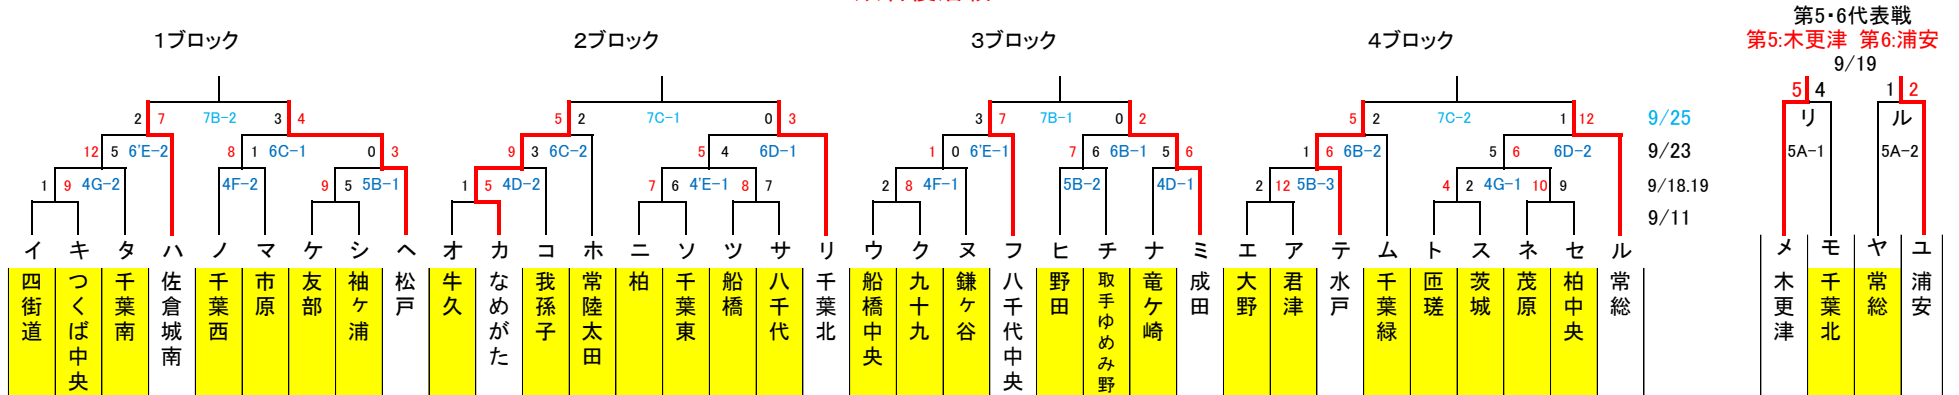 第5・6代表戦
1ブロック 2ブロック 3ブロック 4ブロック 第5:木更津 第6:浦安
9/19
5 4 1 2
2 7 7B-2 3 4 5 2 7C-1 0 3 3 7 7B-1 0 2 5 2 7C-2 1 12 9/25 リ ル
12 5 6'E-2 8 1 6C-1 0 3 9 3 6C-2 5 4 6D-1 1 0 6'E-1 7 6 6B-1 5 6 1 6 6B-2 5 6 6D-2 9/23 5A-1 5A-2
1 9 4G-2 4F-2 9 5 5B-1 1 5 4D-2 7 6 4'E-1 8 7 2 8 4F-1 5B-2 4D-1 2 12 5B-3 4 2 4G-1 10 9 9/18.19
9/11
イ キ タ ハ ノ マ ケ シ ヘ オ カ コ ホ ニ ソ ツ サ リ ウ ク ヌ フ ヒ チ ナ ミ エ ア テ ム ト ス ネ セ ル メ モ ヤ ユ
四街道
つくば中央
千葉南
佐倉城南
千葉西
市原
友部
袖ヶ浦
松戸
牛久
なめがた
我孫子
常陸太田
柏
千葉東
船橋
八千代
千葉北
船橋中央
九十九
鎌ヶ谷
八千代中央
野田
取手ゆめみ野
竜ケ崎
成田
大野
君津
水戸
千葉緑
匝瑳
茨城
茂原
柏中央
常総
木更津
千葉北
常総
浦安